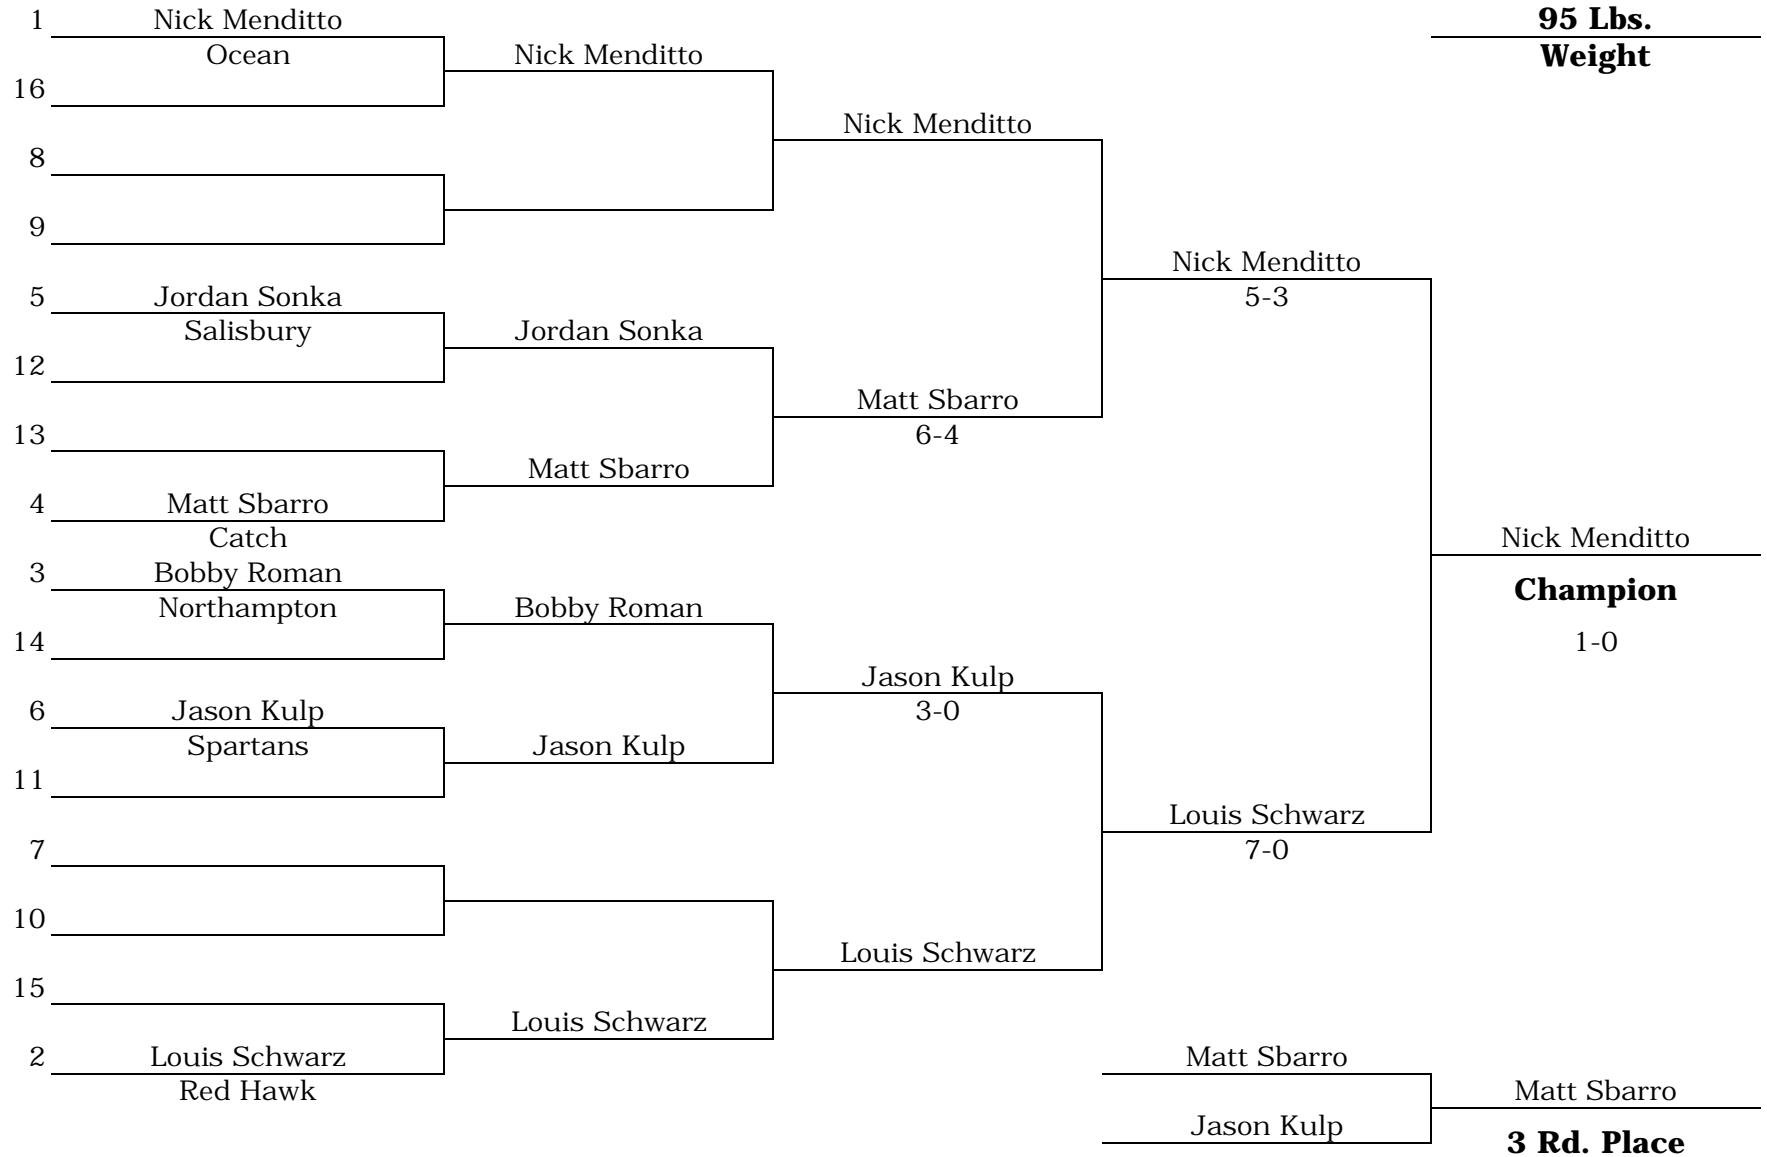 1 Nick Menditto
Ocean
16
8
9
5 Jordan Sonka
Salisbury
12
13
4 Matt Sbarro
Catch
3 Bobby Roman
Northampton
14
6 Jason Kulp
Spartans
11
7
10
15
2 Louis Schwarz
Red Hawk
Nick Menditto
Jordan Sonka
Matt Sbarro
Bobby Roman
Jason Kulp
Louis Schwarz
Nick Menditto
Matt Sbarro
6-4
Jason Kulp
3-0
Louis Schwarz
Nick Menditto
5-3
Louis Schwarz
7-0
Matt Sbarro
Jason Kulp
95 Lbs.
Weight
Nick Menditto
Champion
1-0
Matt Sbarro
3 Rd. Place